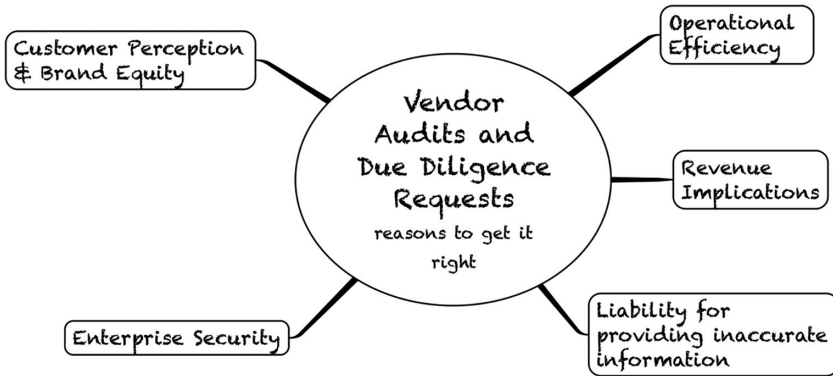 Customer Perception
& Brand Equity
Operational
Efficiency
Vendor
Audits and
Due Diligence
Requests
reasons to get it
right
Revenue
Implications
Enterprise Security
Liability for
providing inaccurate
information